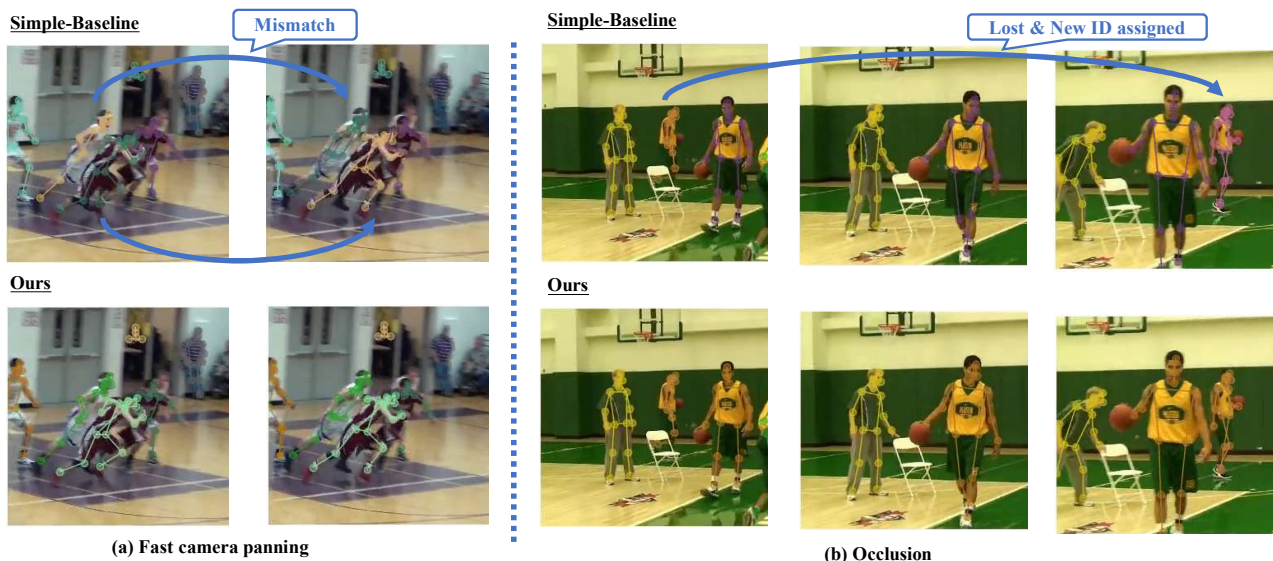 Simple-Baseline
Mismatch
Ours
(a) Fast camera panning
Simple-Baseline
Lost & New ID assigned
Ours
(b) Occlusion